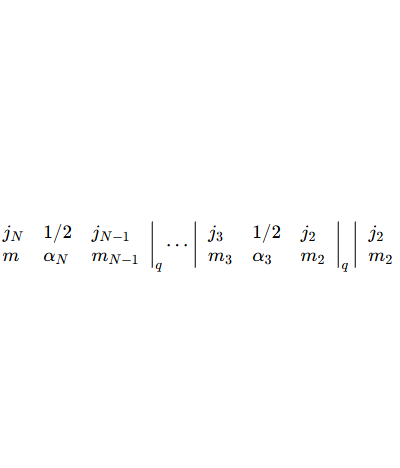 j_N 1/2 j_{N−1} | … | j_3 1/2 j_2 | | j_2
m α_N m_{N−1} |_q … | m_3 α_3 m_2 |_q | m_2